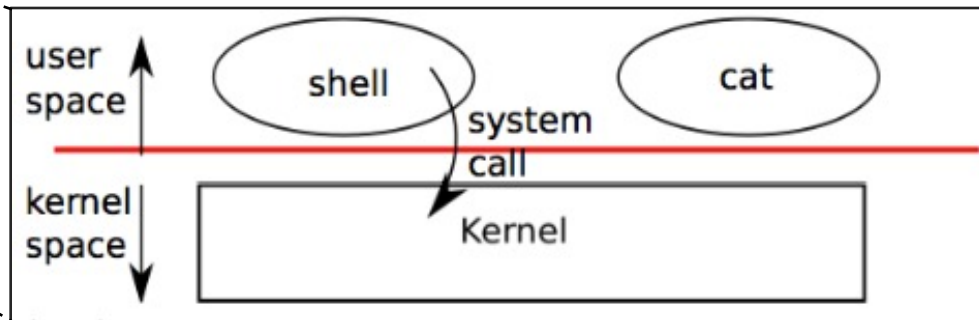 user
space
shell
cat
system
call
kernel
space
Kernel